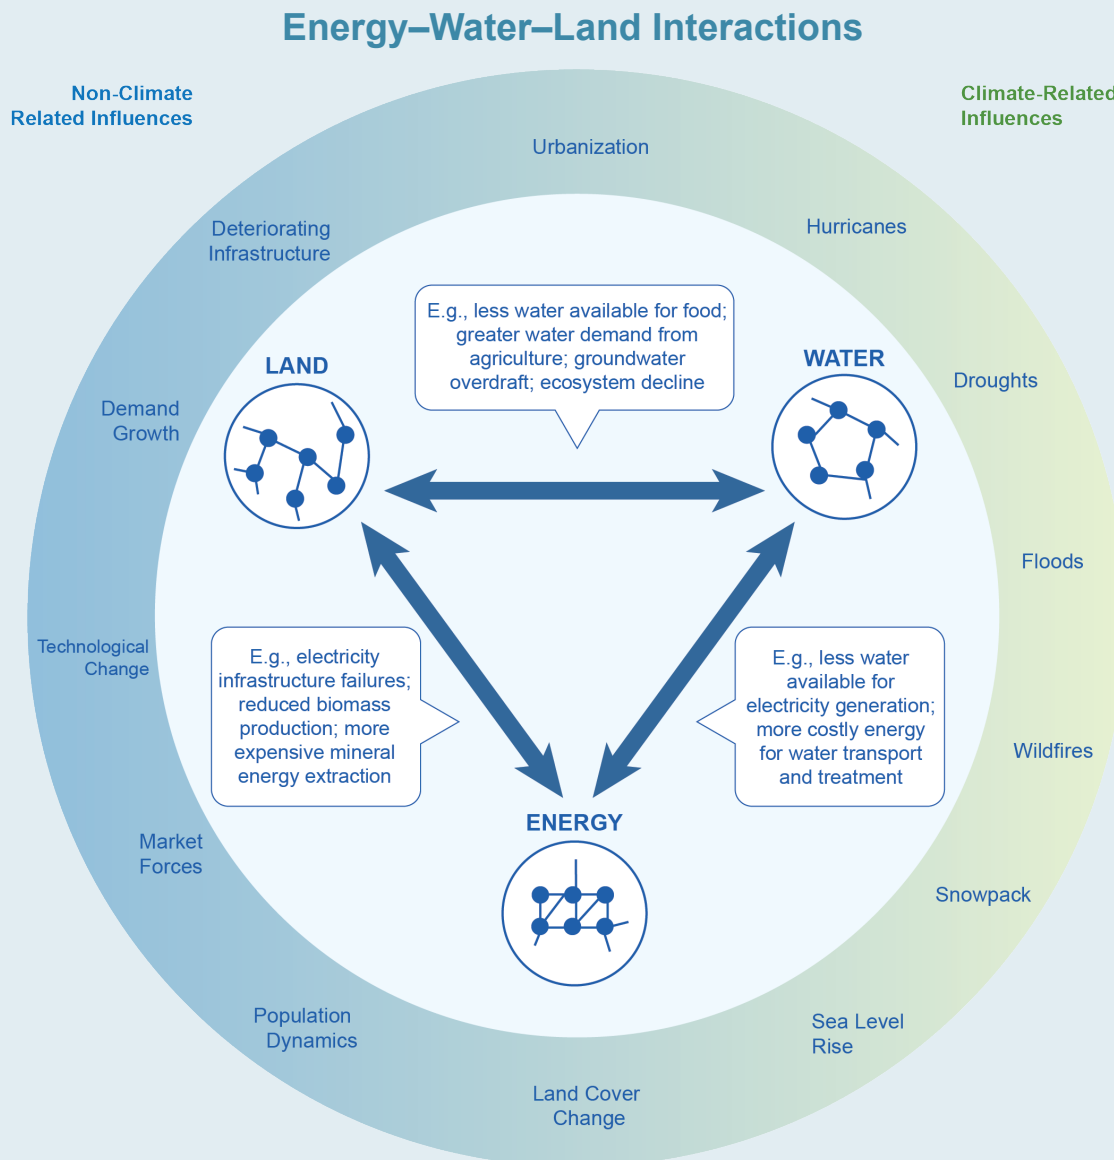 Energy–Water–Land Interactions
Non-Climate
Related Influences
Climate-Related
Influences
Urbanization
Deteriorating
Infrastructure
Hurricanes
E.g., less water available for food;
greater water demand from
agriculture; groundwater
overdraft; ecosystem decline
LAND
WATER
Demand
Growth
Droughts
Floods
Technological
Change
E.g., electricity
infrastructure failures;
reduced biomass
production; more
expensive mineral
energy extraction
E.g., less water
available for
electricity generation;
more costly energy
for water transport
and treatment
Wildfires
ENERGY
Market
Forces
Snowpack
Population
Dynamics
Sea Level
Rise
Land Cover
Change